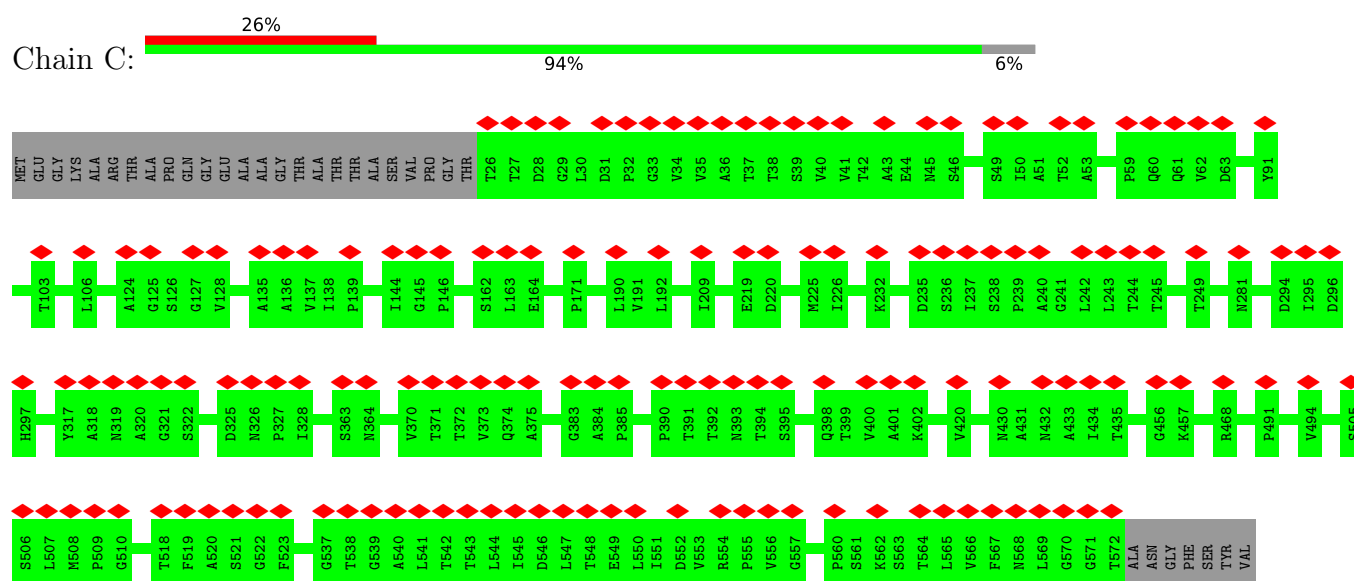 26%
Chain C:
94% 6%
MET GLU GLY LYS ALA ARG THR ALA PRO GLN GLY GLU ALA ALA GLY THR ALA THR THR ALA SER VAL PRO GLY THR T26 T27 D28 G29 L30 D31 P32 G33 V34 V35 A36 T37 T38 S39 V40 V41 T42 A43 E44 N45 S46 S49 I50 A51 T52 A53 P59 Q60 Q61 V62 D63 Y91
T103 L106 A124 G125 S126 G127 V128 A135 A136 V137 I138 P139 I144 G145 P146 S162 L163 E164 P171 L190 V191 L192 I209 E219 D220 M225 I226 K232 D235 S236 I237 S238 P239 A240 G241 L242 L243 T244 T245 T249 N281 D294 I295 D296
H297 Y317 A318 N319 A320 G321 S322 D325 N326 P327 I328 S363 N364 V370 T371 T372 V373 Q374 A375 G383 A384 P385 P390 T391 T392 N393 T394 S395 Q398 T399 V400 A401 K402 V420 N430 A431 N432 A433 I434 T435 G456 K457 R468 P491 V494 S505
S506 L507 M508 P509 G510 T518 F519 A520 S521 G522 F523 G537 T538 G539 A540 L541 T542 T543 L544 I545 D546 L547 T548 E549 L550 I551 D552 V553 R554 P555 V556 G557 P560 S561 K562 S563 T564 L565 V566 F567 N568 L569 G570 G571 T572 ALA ASN GLY PHE SER TYR VAL